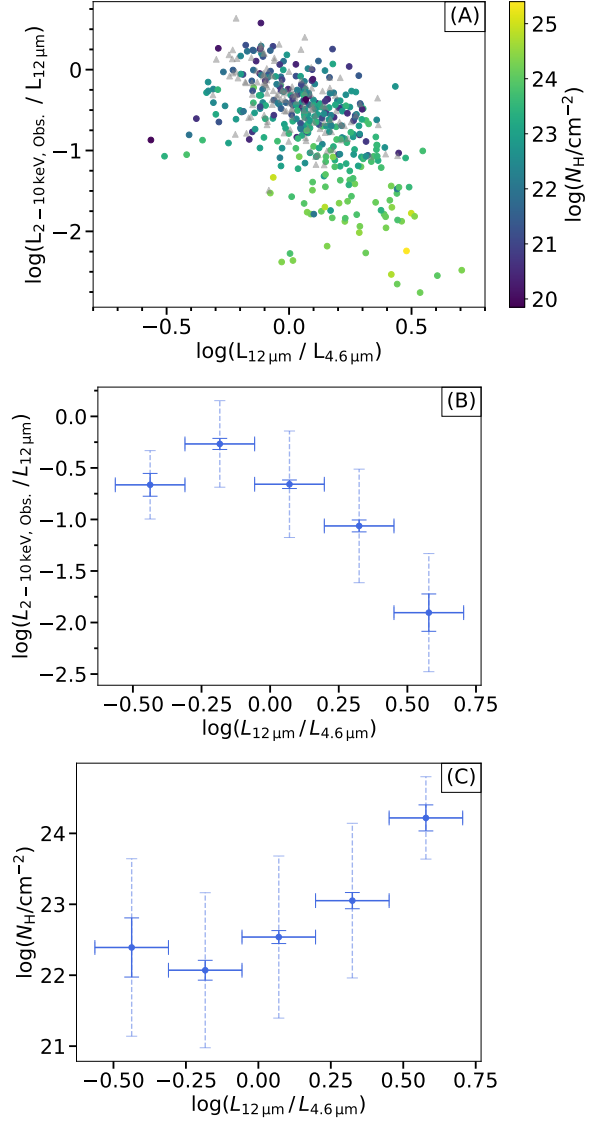 (A)
0
−1
−2
log(L2−10 keV, Obs. / L12 μm)
−0.5
0.0
0.5
log(L12 μm / L4.6 μm)
25
24
23
22
21
20
log(NH/cm−2)
(B)
0.0
−0.5
−1.0
−1.5
−2.0
−2.5
log(L2−10 keV, Obs. / L12 μm)
−0.50 −0.25 0.00 0.25 0.50 0.75
log(L12 μm / L4.6 μm)
(C)
24
23
22
21
log(NH/cm−2)
−0.50 −0.25 0.00 0.25 0.50 0.75
log(L12 μm / L4.6 μm)